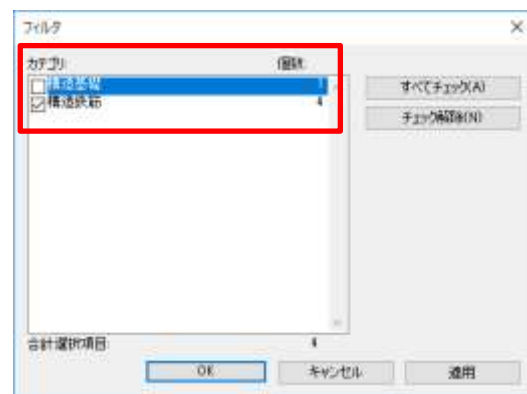 フィルタ
カテゴリ: 個数:
構造基礎 1
構造鉄筋 4
すべてチェック(A)
チェック解除(N)
合計選択項目: 4
OK キャンセル 適用